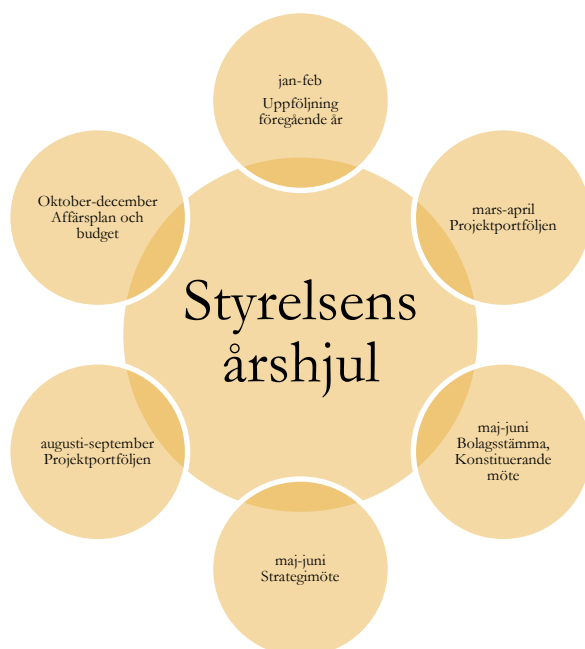 Styrelsens
årshjul
jan-feb
Uppföljning
föregående år
mars-april
Projektportföljen
maj-juni
Bolagsstämma,
Konstituerande
möte
maj-juni
Strategimöte
augusti-september
Projektportföljen
Oktober-december
Affärsplan och
budget